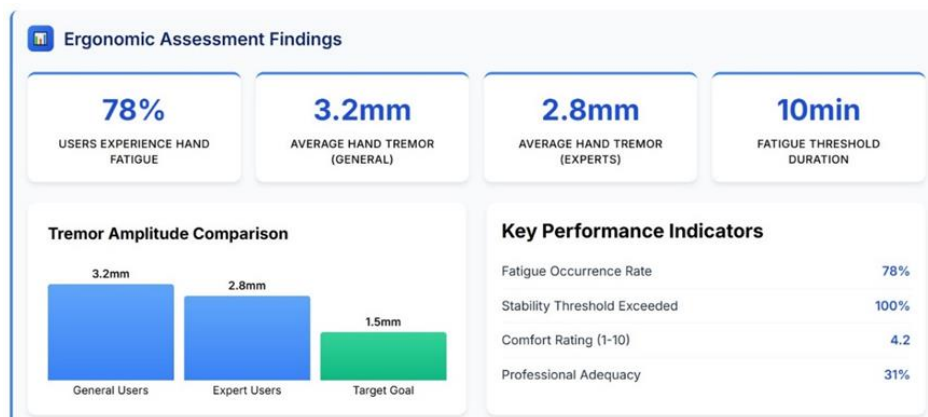 Ergonomic Assessment Findings
78%
USERS EXPERIENCE HAND
FATIGUE
3.2mm
AVERAGE HAND TREMOR
(GENERAL)
2.8mm
AVERAGE HAND TREMOR
(EXPERTS)
10min
FATIGUE THRESHOLD
DURATION
Tremor Amplitude Comparison
3.2mm
2.8mm
1.5mm
General Users
Expert Users
Target Goal
Key Performance Indicators
Fatigue Occurrence Rate 78%
Stability Threshold Exceeded 100%
Comfort Rating (1-10) 4.2
Professional Adequacy 31%